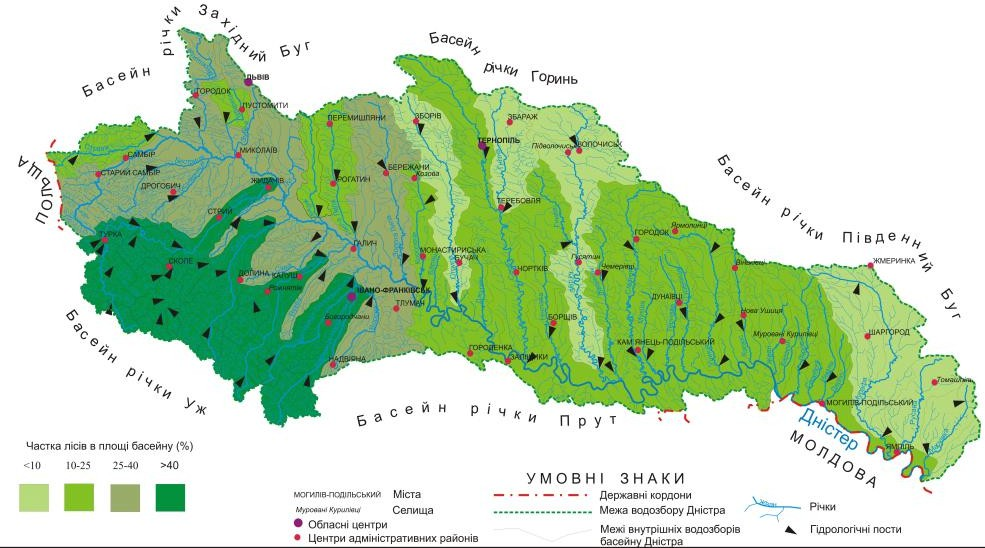 Басейн річки Західний Буг
Басейн річки Горинь
ПОЛЬЩА
Басейн річки Південний Буг
Басейн річки Уж
Басейн річки Прут
Дністер
МОЛДОВА
ЛЬВІВ
ГОРОДОК
ПУСТОМИТИ
ПЕРЕМИШЛЯНИ
ЗБОРІВ
ЗБАРАЖ
ТЕРНОПІЛЬ
Підволочиськ
ВОЛОЧИСЬК
САМБІР
МИКОЛАЇВ
СТАРИЙ САМБІР
ДРОГОБИЧ
ЖИДАЧІВ
РОГАТИН
БЕРЕЖАНИ
Козова
СТРИЙ
ТЕРЕБОВЛЯ
ТУРКА
СКОЛЕ
ГАЛИЧ
МОНАСТИРИСЬКА
БУЧАЧ
ГОРОДОК
Ярмолинці
ДОЛИНА
КАЛУШ
Рожнятів
ІВАНО-ФРАНКІВСЬК
ТЛУМАЧ
ЧОРТКІВ
Гусятин
Чемерівці
Віньківці
ЖМЕРИНКА
Богородчани
БОРЩІВ
ДУНАЇВЦІ
Нова Ушиця
Муровані Курилівці
ШАРГОРОД
НАДВІРНА
ГОРОДЕНКА
ЗАЛІЩИКИ
КАМ'ЯНЕЦЬ-ПОДІЛЬСЬКИЙ
Томашпіль
МОГИЛІВ-ПОДІЛЬСЬКИЙ
ЯМПІЛЬ
Частка лісів в площі басейну (%)
<10 10-25 25-40 >40
УМОВНІ ЗНАКИ
МОГИЛІВ-ПОДІЛЬСЬКИЙ Міста
Муровані Курилівці Селища
Обласні центри
Центри адміністративних районів
Державні кордони
Межа водозбору Дністра
Межі внутрішніх водозборів
басейну Дністра
Річки
Гідрологічні пости